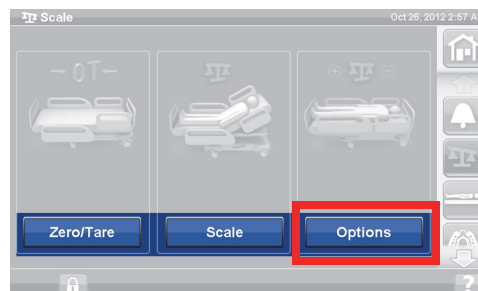 Scale
Oct 26, 2012 2:57 A
→ 0T ←
Zero/Tare
Scale
Options
?